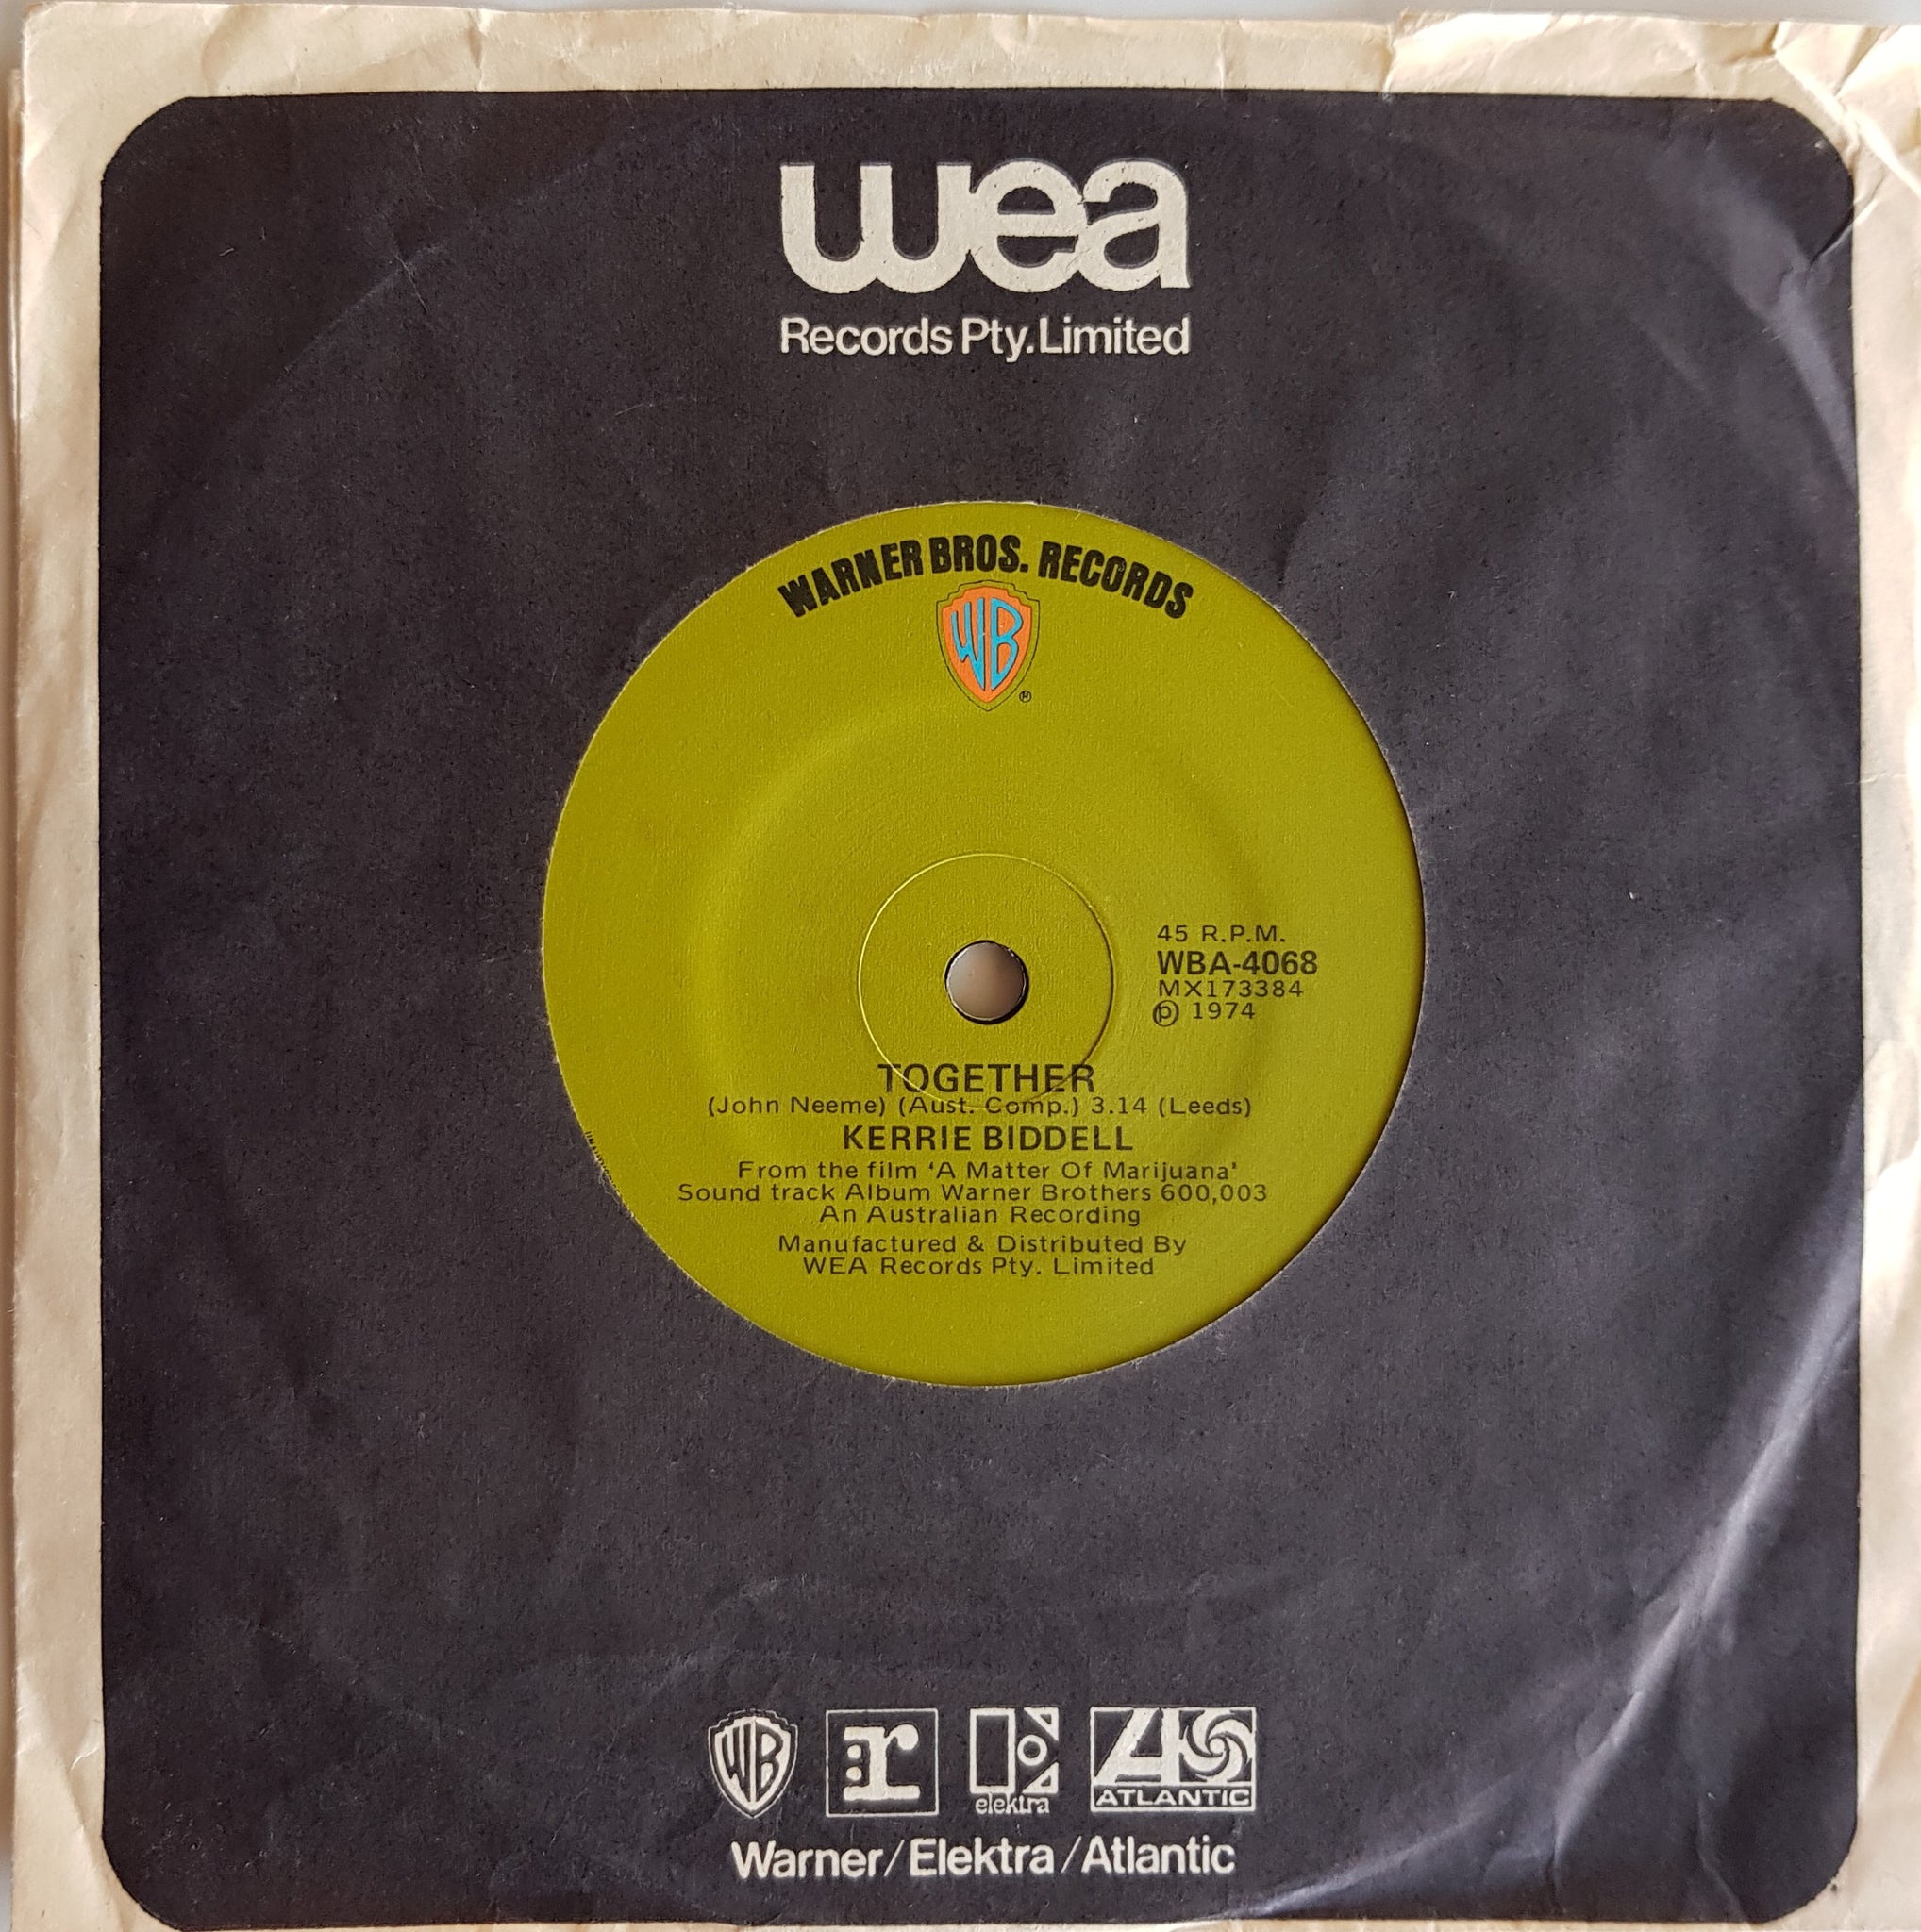 wea
Records Pty. Limited
WARNER BROS. RECORDS
WB
45 R.P.M.
WBA-4068
MX173384
℗ 1974
TOGETHER
(John Neeme) (Aust. Comp.) 3.14 (Leeds)
KERRIE BIDDELL
From the film ‘A Matter Of Marijuana’
Sound track Album Warner Brothers 600,003
An Australian Recording
Manufactured & Distributed By
WEA Records Pty. Limited
WB r elektra ATLANTIC
Warner/Elektra/Atlantic